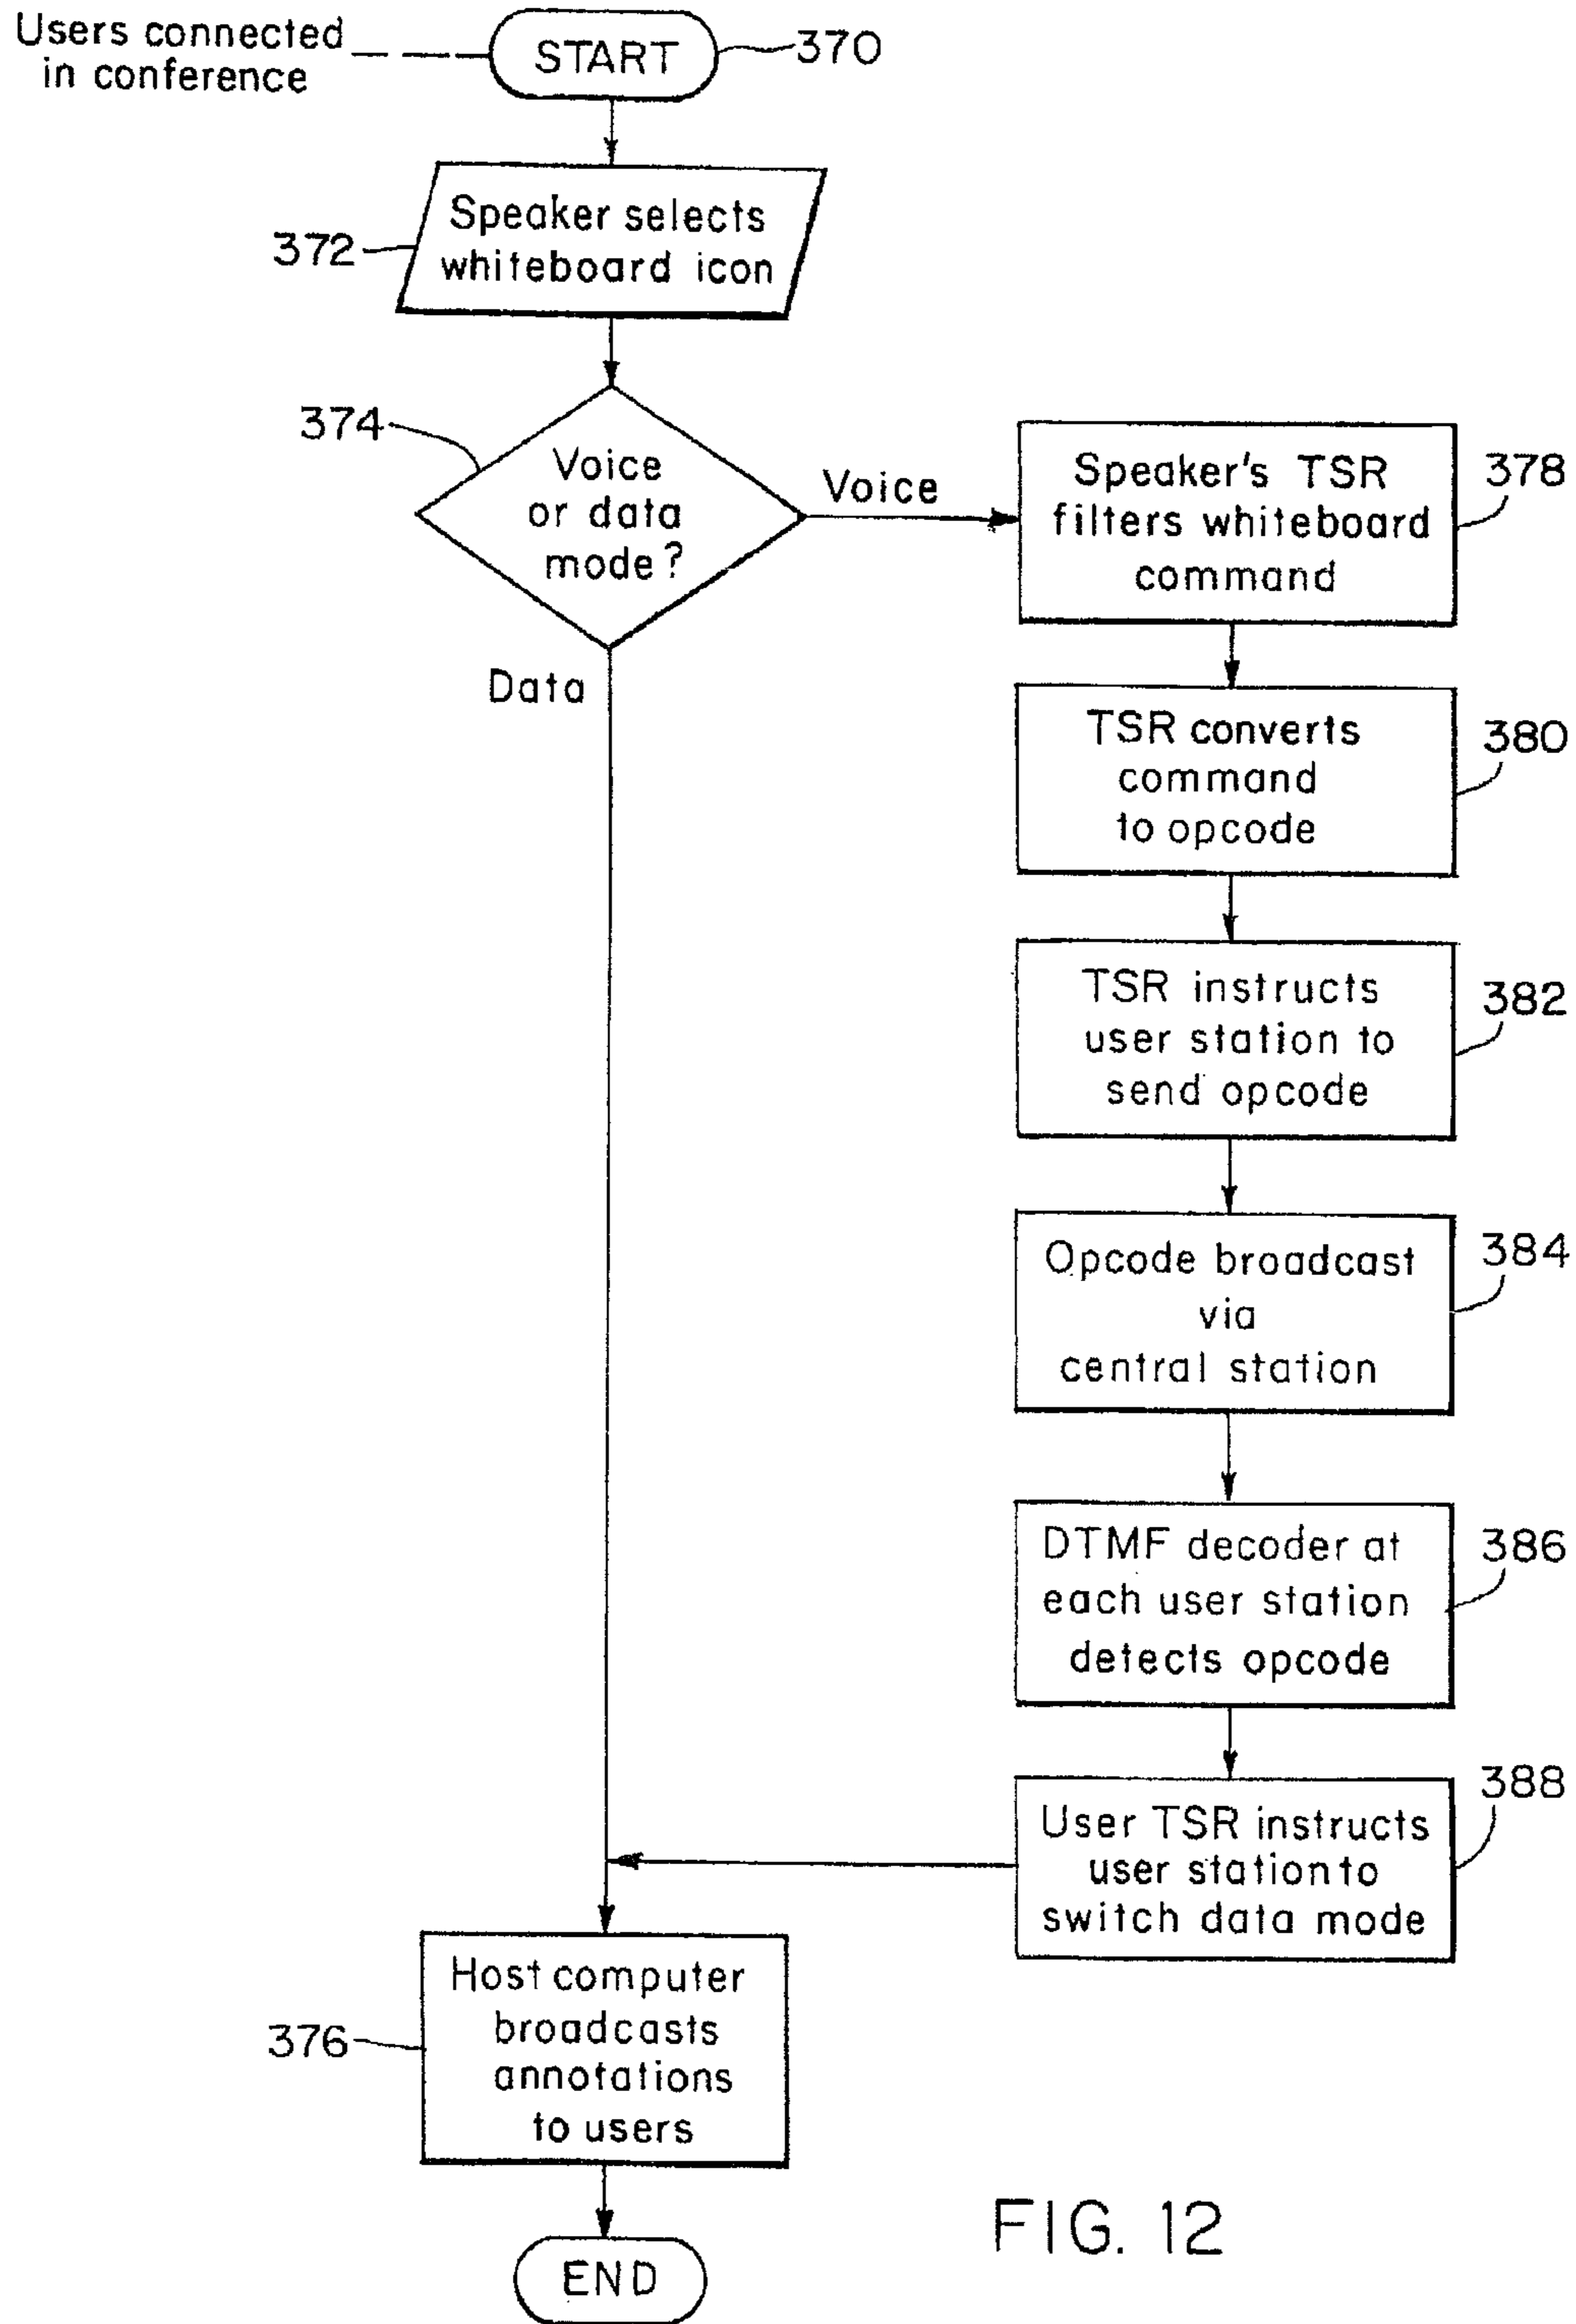 Users connected
in conference
START
370
Speaker selects
whiteboard icon
372
374
Voice
or data
mode?
Voice
Data
Speaker's TSR
filters whiteboard
command
378
TSR converts
command
to opcode
380
TSR instructs
user station to
send opcode
382
Opcode broadcast
via
central station
384
DTMF decoder at
each user station
detects opcode
386
User TSR instructs
user station to
switch data mode
388
Host computer
broadcasts
annotations
to users
376
END
FIG. 12